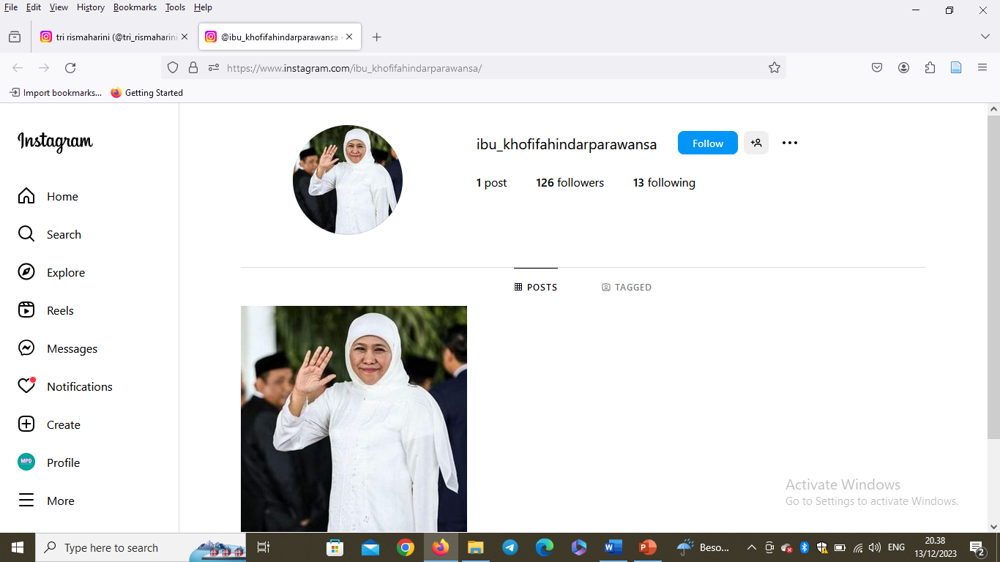 File Edit View History Bookmarks Tools Help
tri rismaharini (@tri_rismaharini
@ibu_khofifahindarparawansa
https://www.instagram.com/ibu_khofifahindarparawansa/
Import bookmarks... Getting Started
Instagram
Home
Search
Explore
Reels
Messages
Notifications
Create
MPD Profile
More
ibu_khofifahindarparawansa Follow
1 post 126 followers 13 following
POSTS TAGGED
Activate Windows
Go to Settings to activate Windows.
Type here to search
Beso...
ENG
20.38
13/12/2023
2